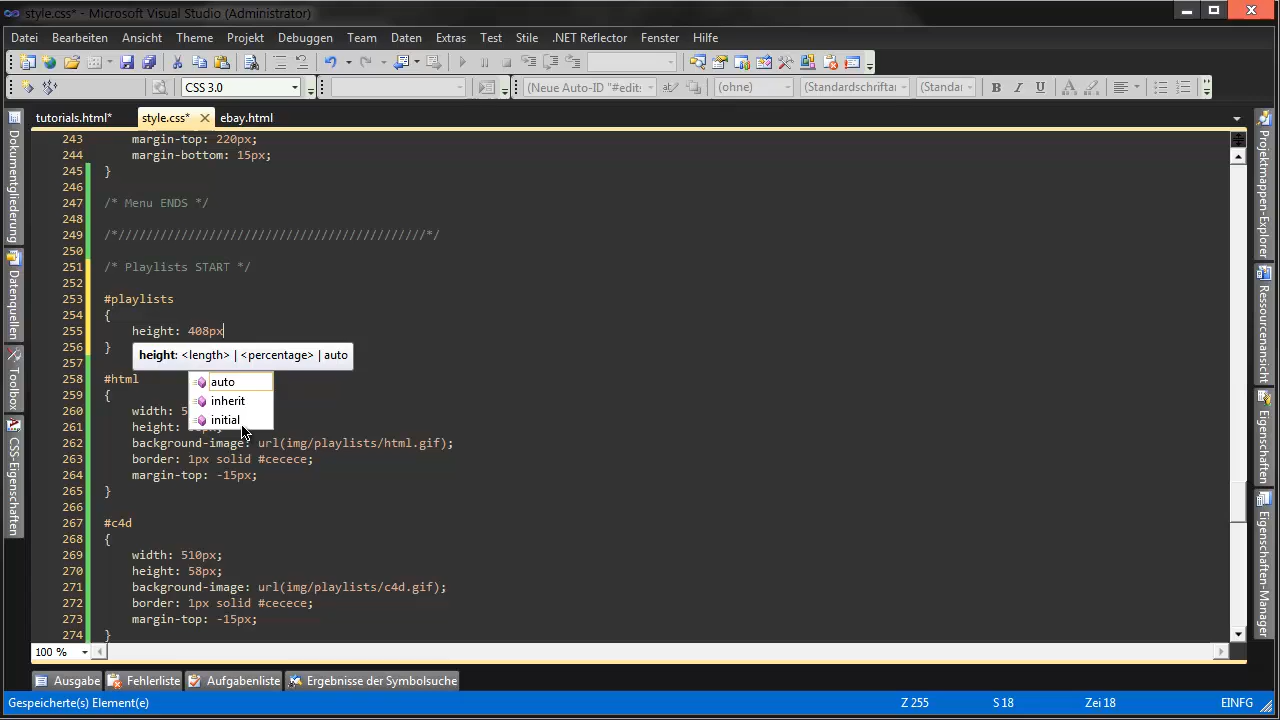 style.css* - Microsoft Visual Studio (Administrator)
Datei Bearbeiten Ansicht Theme Projekt Debuggen Team Daten Extras Test Stile .NET Reflector Fenster Hilfe
CSS 3.0 (Neue Auto-ID "#edit: (ohne) (Standardschriftar (Standar B I U A
tutorials.html* style.css* ebay.html
243 margin-top: 220px;
244 margin-bottom: 15px;
245 }
246
247 /* Menu ENDS */
248
249 /*////////////////////////////////////////////*/
250
251 /* Playlists START */
252
253 #playlists
254 {
255 height: 408px
256 }
height: <length> | <percentage> | auto
257
258 #html
auto
259 {
inherit
260 width: 5
261 height:
initial
262 background-image: url(img/playlists/html.gif);
263 border: 1px solid #cecece;
264 margin-top: -15px;
265 }
266
267 #c4d
268 {
269 width: 510px;
270 height: 58px;
271 background-image: url(img/playlists/c4d.gif);
272 border: 1px solid #cecece;
273 margin-top: -15px;
274 }
100 %
Dokumentgliederung
Datenquellen
Toolbox
CSS-Eigenschaften
Projektmappen-Explorer
Ressourcenansicht
Eigenschaften
Eigenschaften-Manager
Ausgabe Fehlerliste Aufgabenliste Ergebnisse der Symbolsuche
Gespeicherte(s) Element(e) Z 255 S 18 Zei 18 EINFG